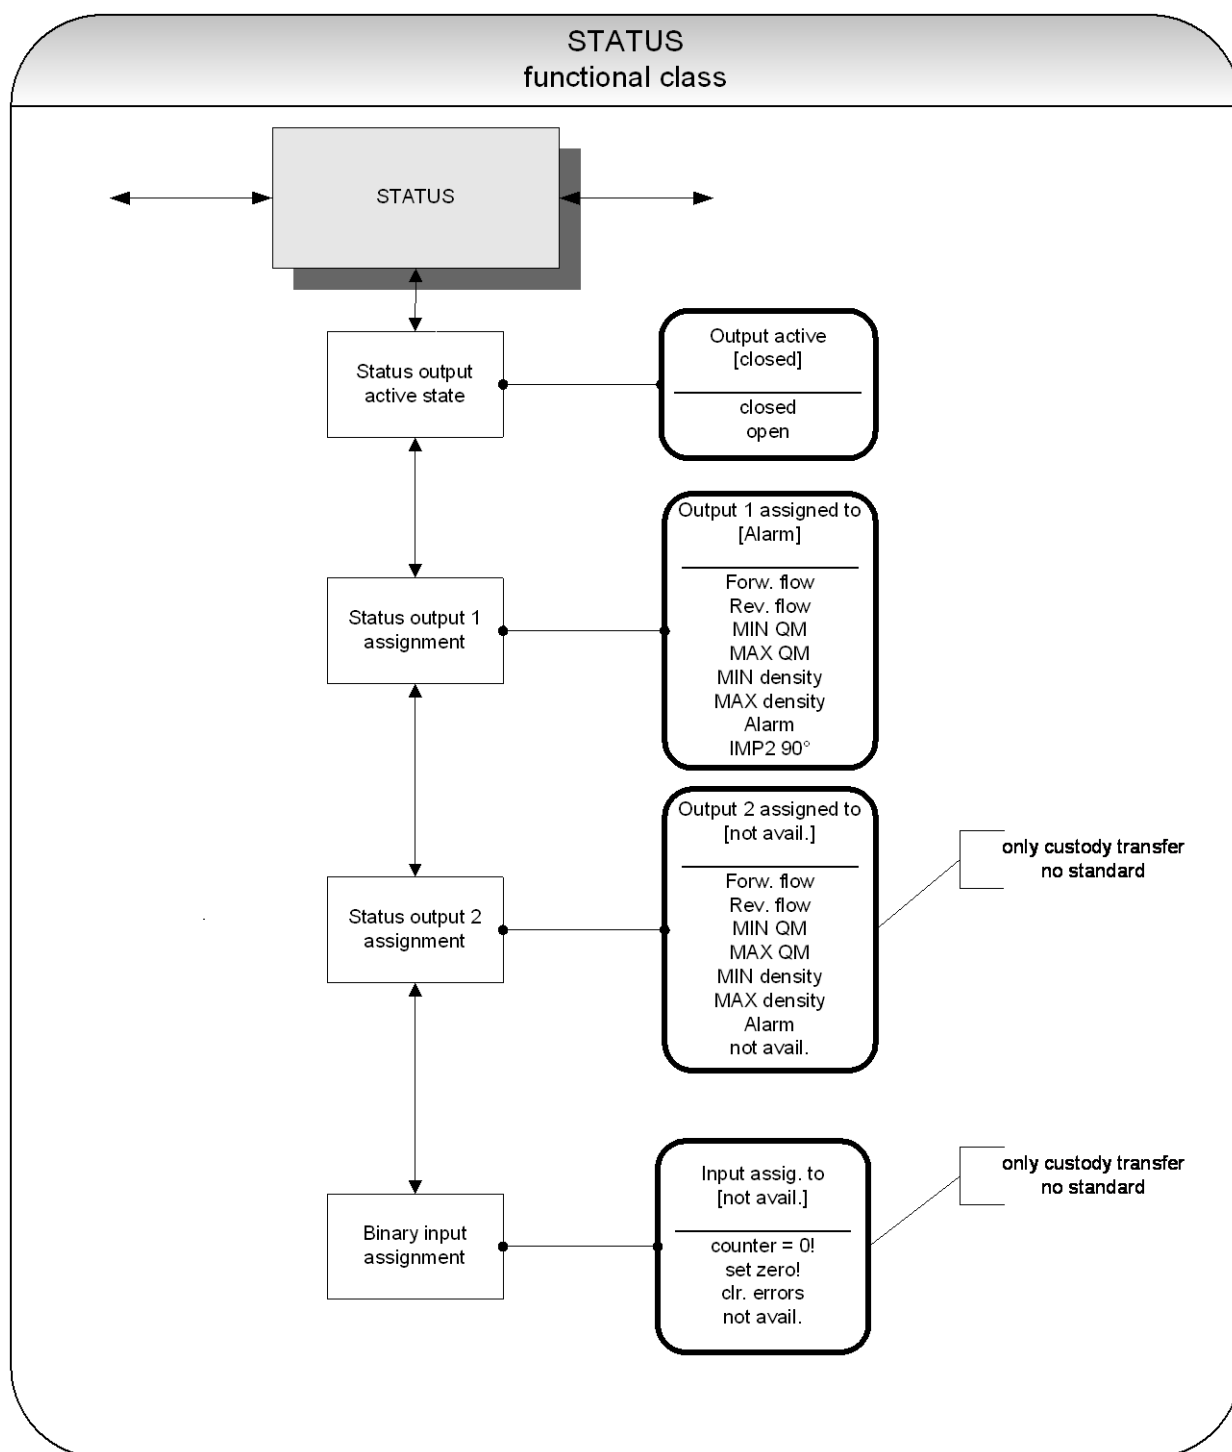 STATUS
functional class
STATUS
Status output
active state
Output active
[closed]
closed
open
Status output 1
assignment
Output 1 assigned to
[Alarm]
Forw. flow
Rev. flow
MIN QM
MAX QM
MIN density
MAX density
Alarm
IMP2 90°
Status output 2
assignment
Output 2 assigned to
[not avail.]
Forw. flow
Rev. flow
MIN QM
MAX QM
MIN density
MAX density
Alarm
not avail.
only custody transfer
no standard
Binary input
assignment
Input assig. to
[not avail.]
counter = 0!
set zero!
clr. errors
not avail.
only custody transfer
no standard